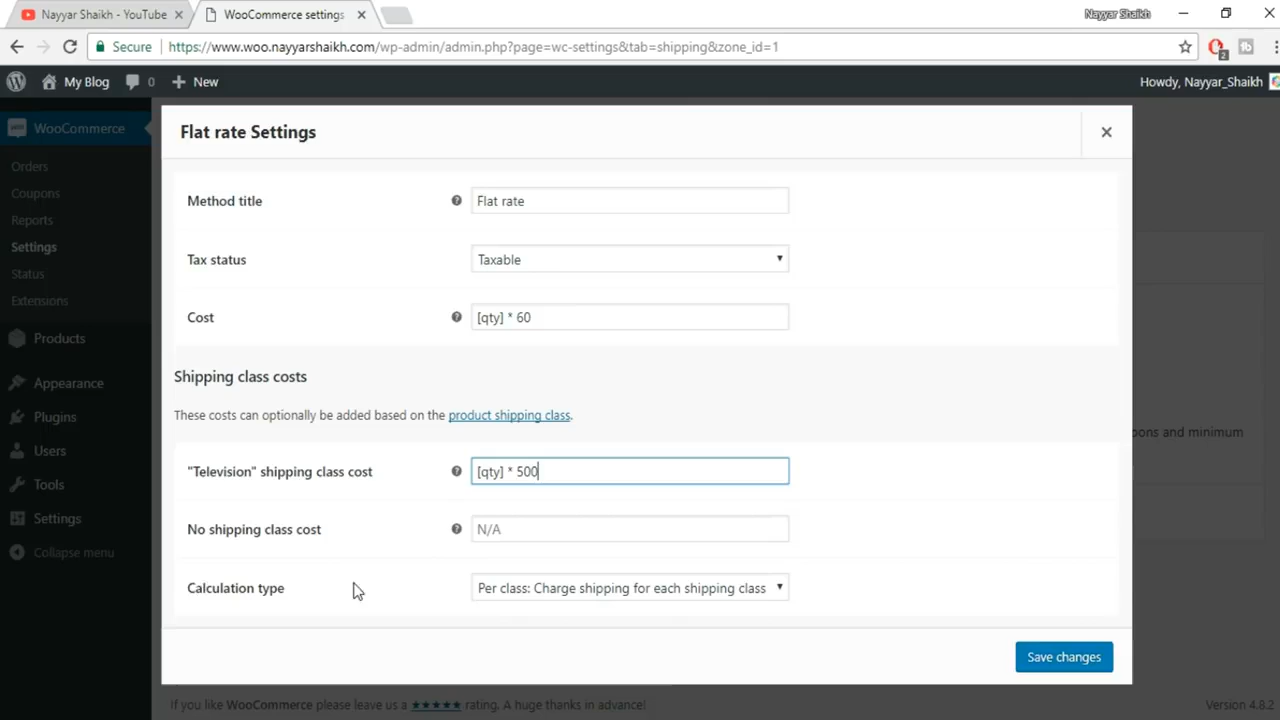 Nayyar Shaikh - YouTube
WooCommerce settings
Nayyar Shaikh
Secure
https://www.woo.nayyarshaikh.com/wp-admin/admin.php?page=wc-settings&tab=shipping&zone_id=1
2
My Blog
0
New
Howdy, Nayyar_Shaikh
WooCommerce
Orders
Coupons
Reports
Settings
Status
Extensions
Products
Appearance
Plugins
Users
Tools
Settings
Collapse menu
Flat rate Settings
Method title
Flat rate
Tax status
Taxable
Cost
[qty] * 60
Shipping class costs
These costs can optionally be added based on the product shipping class.
"Television" shipping class cost
[qty] * 500
No shipping class cost
N/A
Calculation type
Per class: Charge shipping for each shipping class
Save changes
pons and minimum
If you like WooCommerce please leave us a ★★★★★ rating. A huge thanks in advance!
Version 4.8.2